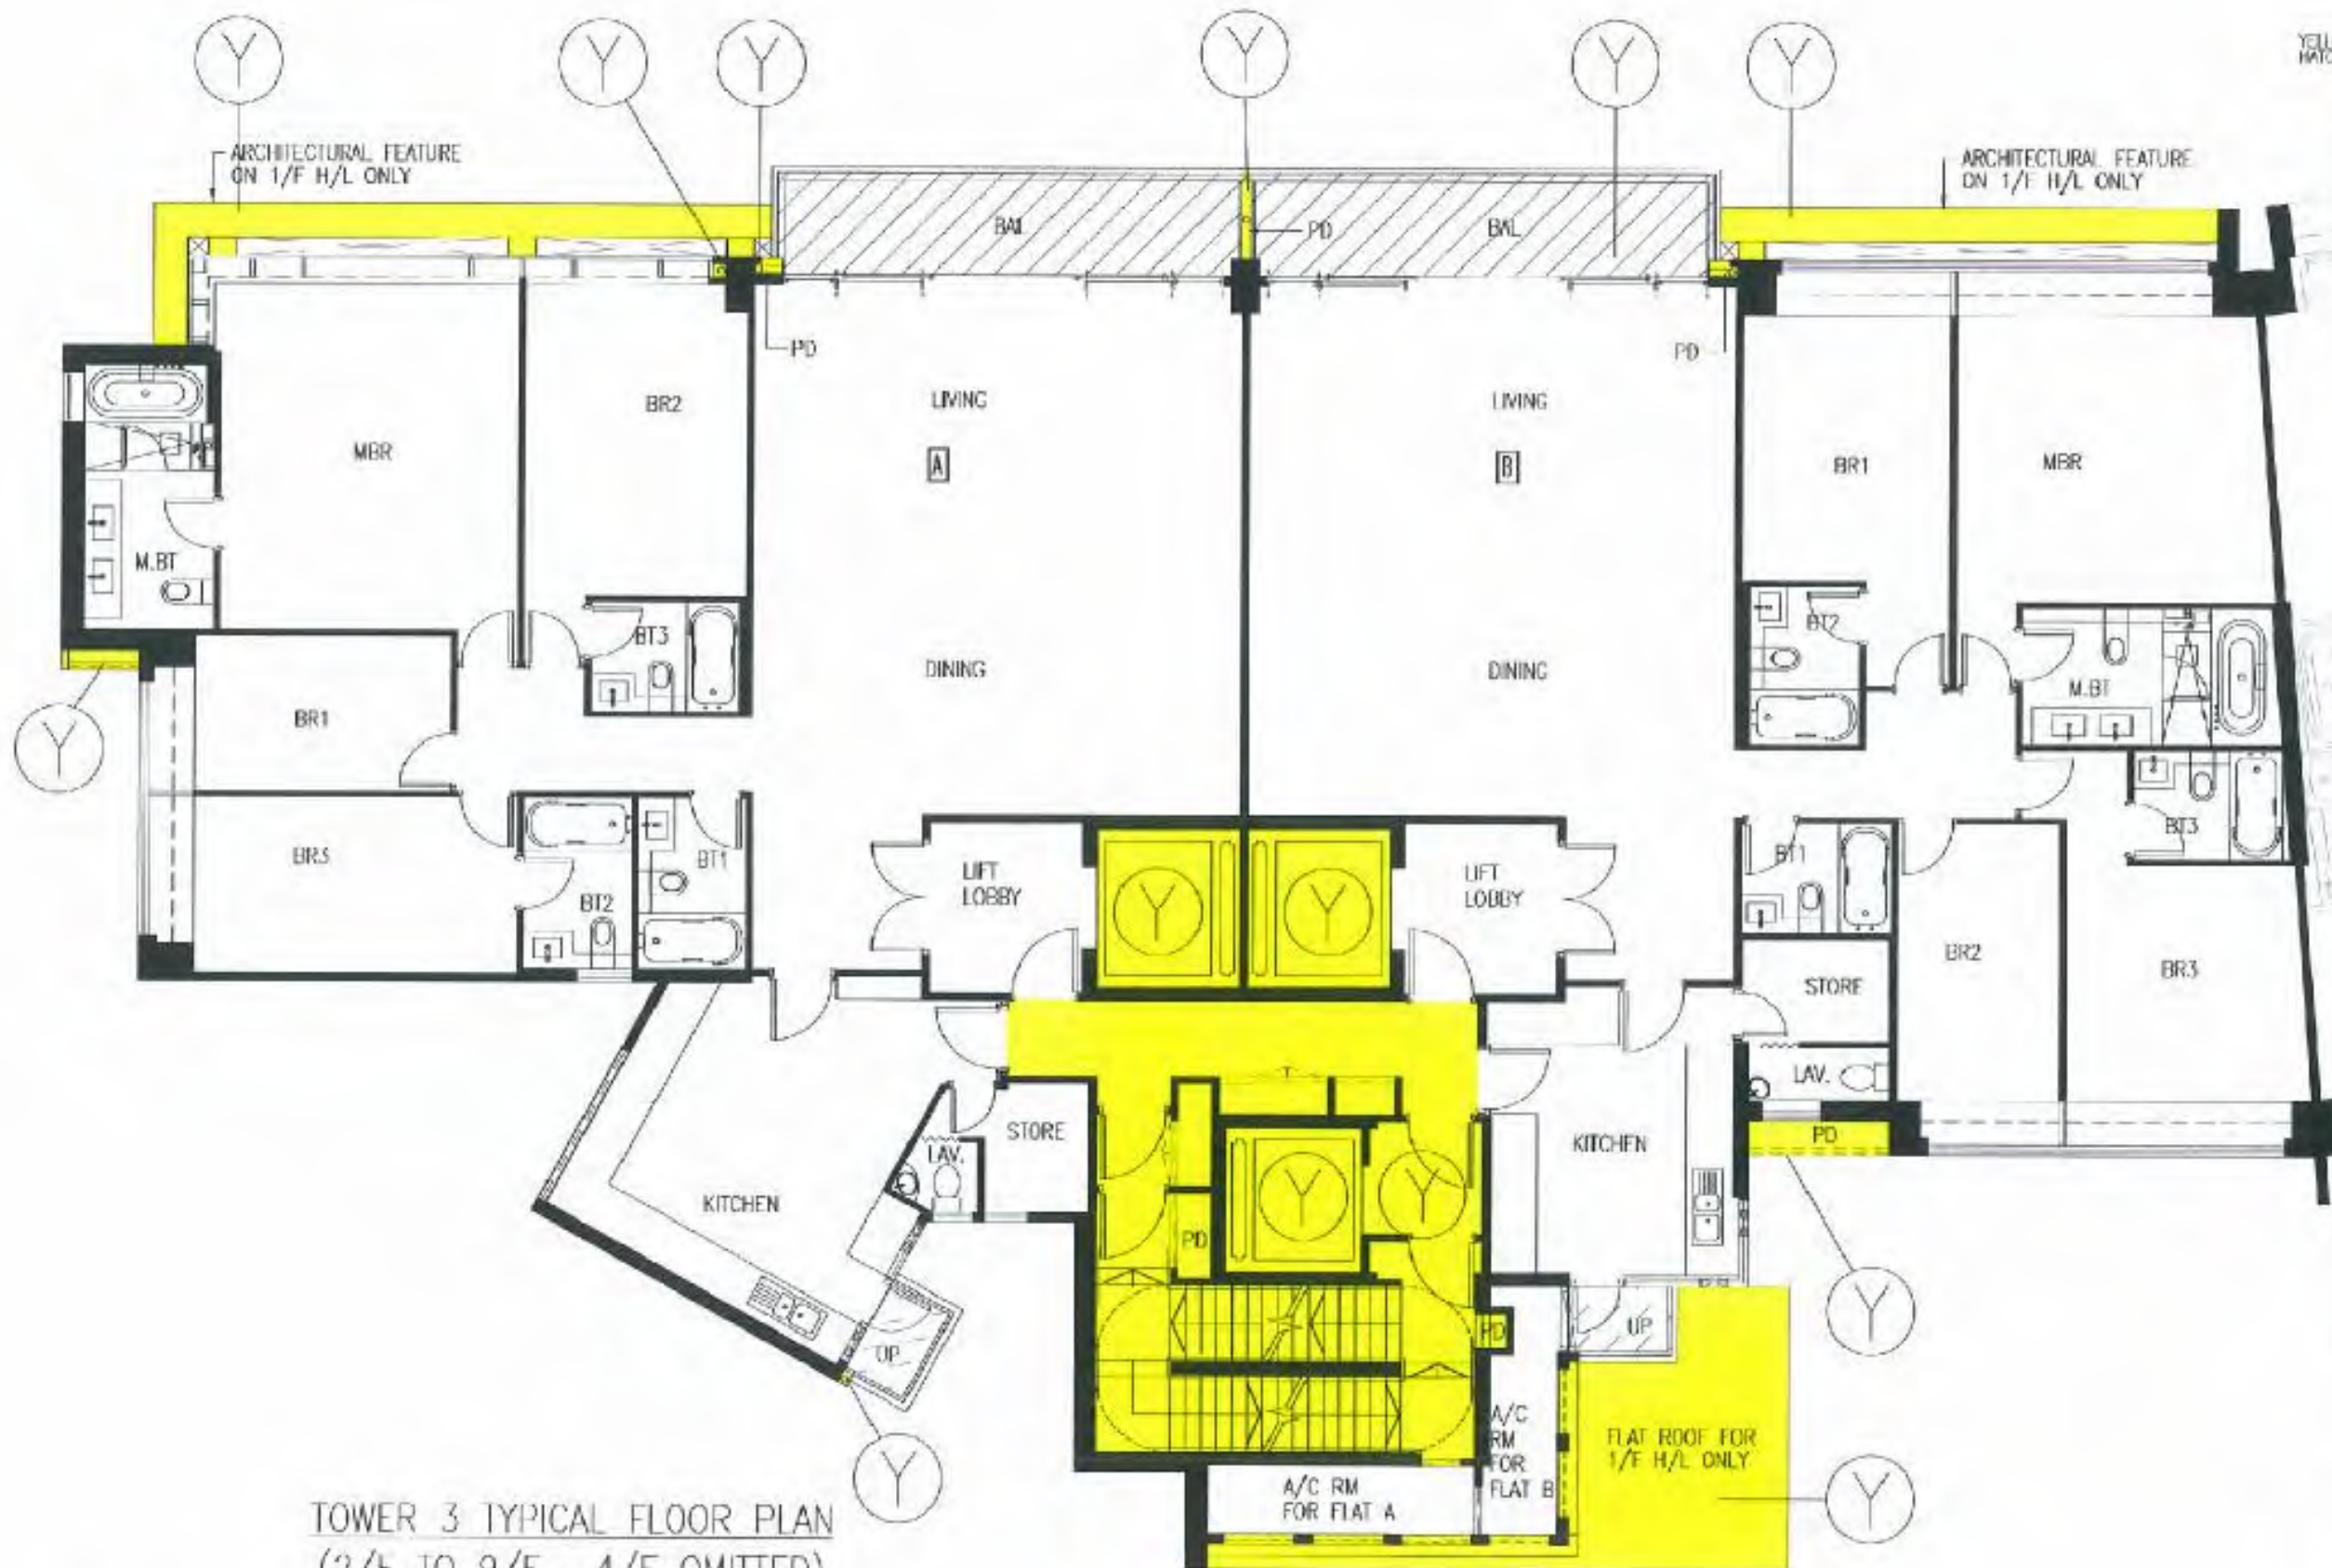 Y
Y
Y
Y
Y
Y
ARCHITECTURAL FEATURE
ON 1/F H/L ONLY
ARCHITECTURAL FEATURE
ON 1/F H/L ONLY
BAL
PD
BAL
PD
PD
LIVING
LIVING
BR2
MBR
A
B
BR1
MBR
M.BT
BT3
BT2
DINING
DINING
M.BT
BR1
Y
BR3
BT1
BT2
LIFT
LOBBY
Y
Y
LIFT
LOBBY
BT1
BT3
BR2
BR3
STORE
LAV.
STORE
LAV.
KITCHEN
KITCHEN
PD
PD
Y
Y
Y
UP
UP
PD
Y
A/C
RM
FOR
FLAT B
FLAT ROOF FOR
1/F H/L ONLY
Y
A/C RM
FOR FLAT A
TOWER 3 TYPICAL FLOOR PLAN